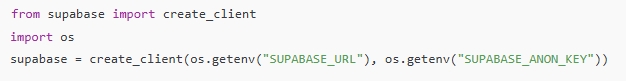 from supabase import create_client
import os
supabase = create_client(os.getenv("SUPABASE_URL"), os.getenv("SUPABASE_ANON_KEY"))